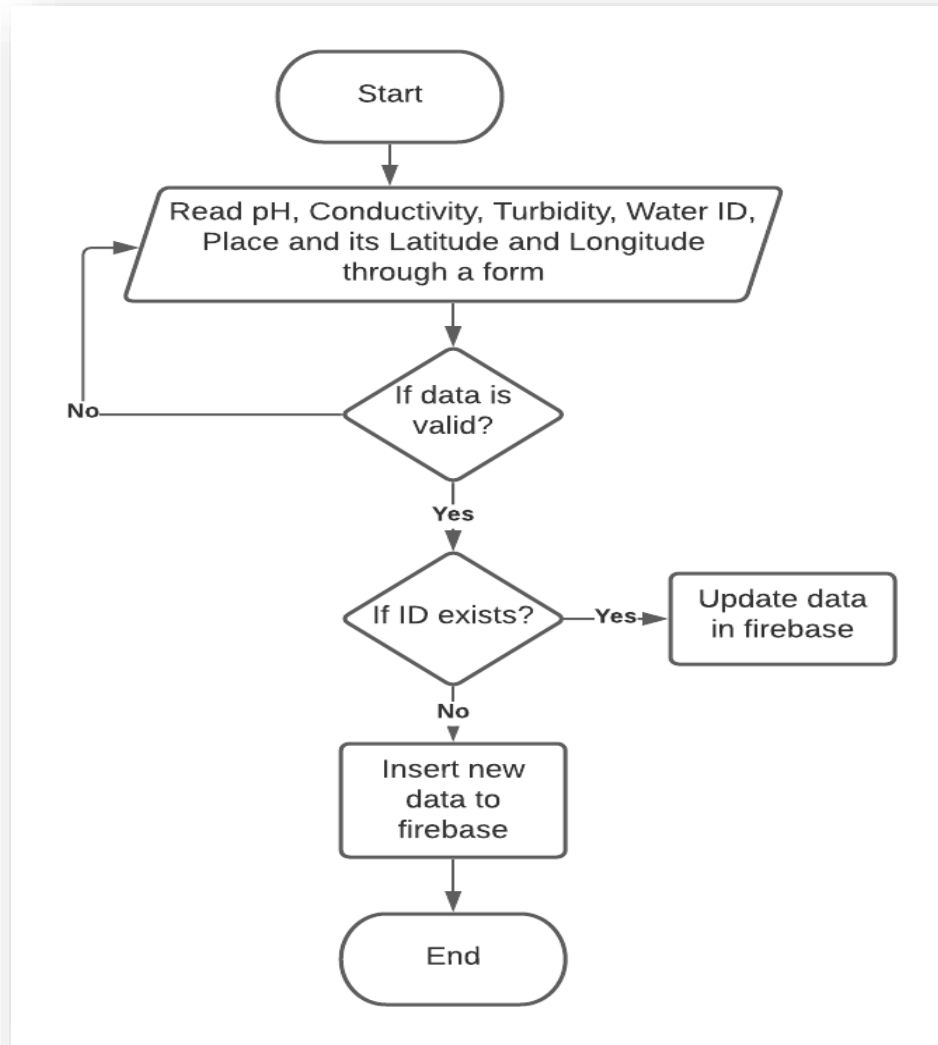 Start
Read pH, Conductivity, Turbidity, Water ID,
Place and its Latitude and Longitude
through a form
If data is
valid?
No
Yes
If ID exists?
Yes
Update data
in firebase
No
Insert new
data to
firebase
End